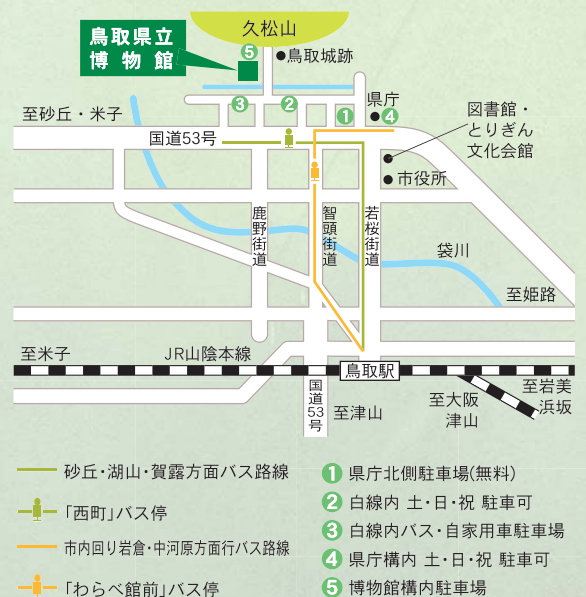 久松山
鳥取県立
博物館
⑤
●鳥取城跡
③
②
①
県庁
●④
至砂丘・米子
国道53号
図書館・
とりぎん
文化会館
●市役所
鹿野街道
智頭街道
若桜街道
袋川
至姫路
至米子
JR山陰本線
鳥取駅
国道53号
至津山
至大阪
津山
至岩美
浜坂
砂丘・湖山・賀露方面バス路線
「西町」バス停
市内回り岩倉・中河原方面行バス路線
「わらべ館前」バス停
① 県庁北側駐車場(無料)
② 白線内 土・日・祝 駐車可
③ 白線内バス・自家用車駐車場
④ 県庁構内 土・日・祝 駐車可
⑤ 博物館構内駐車場